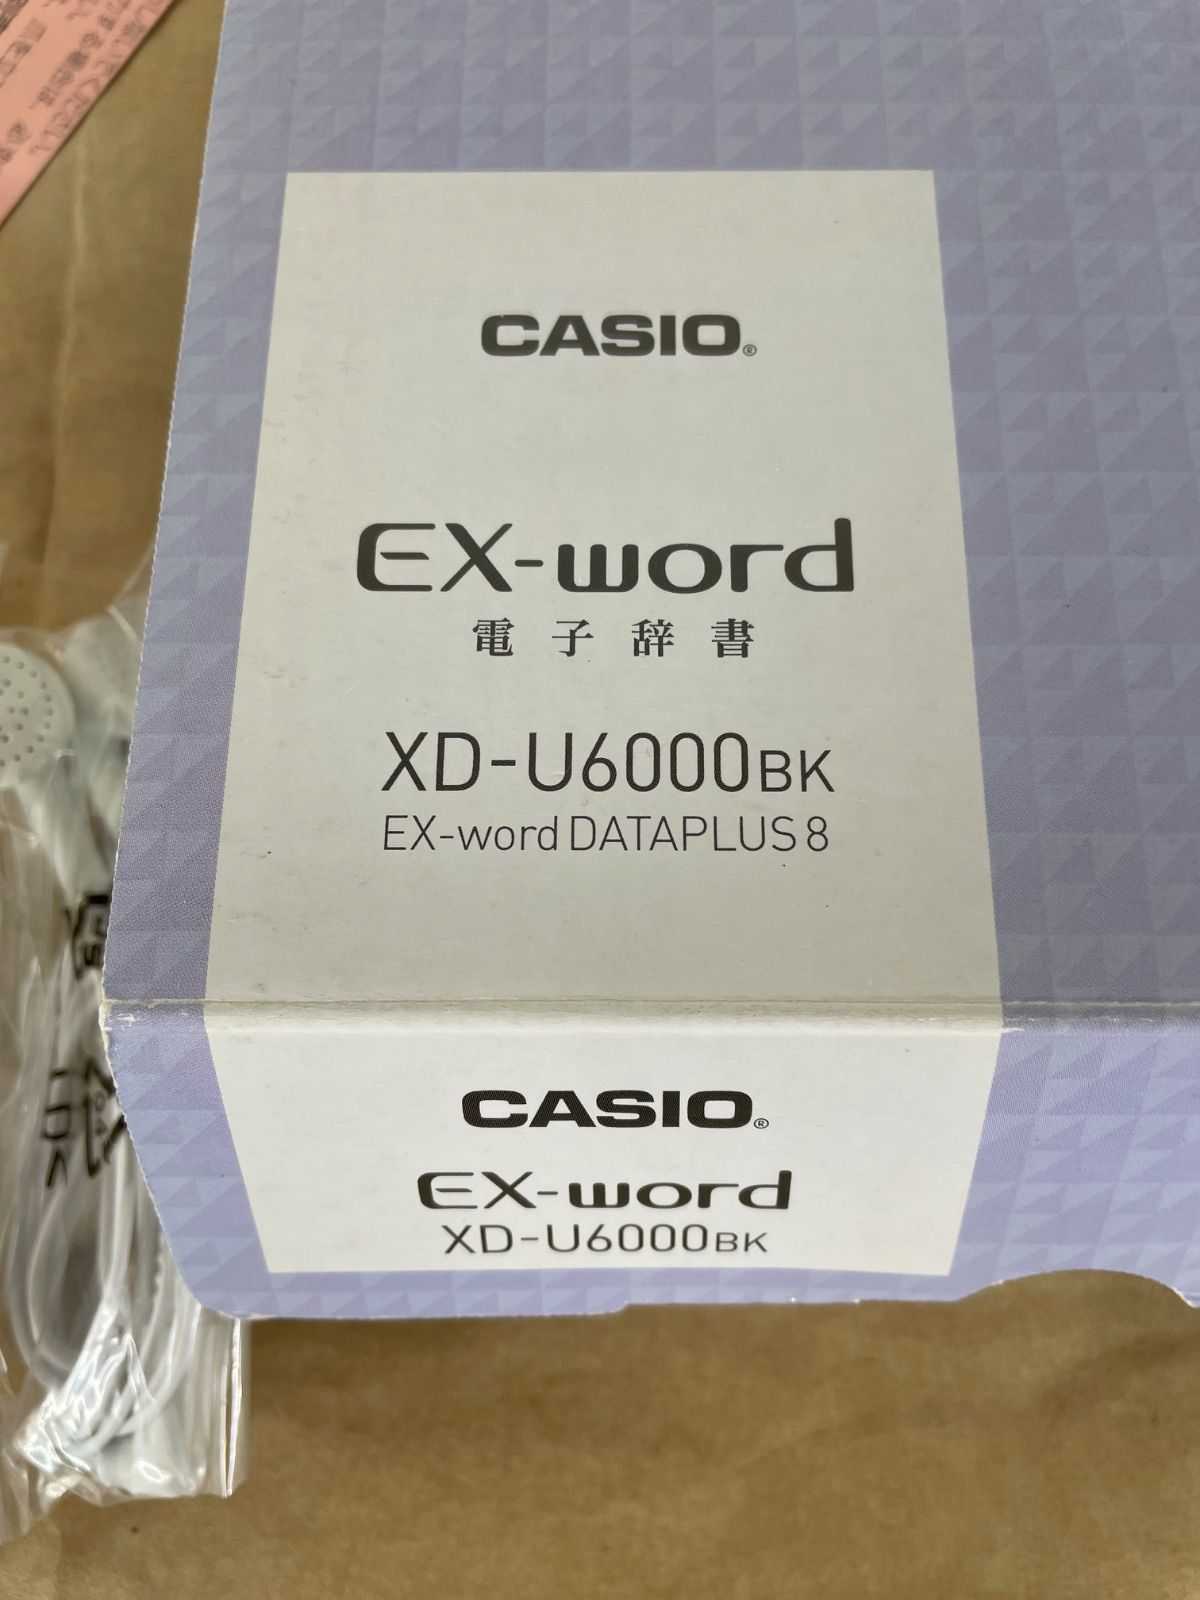 CASIO®
EX-word
電子辞書
XD-U6000BK
EX-word DATAPLUS 8
CASIO®
EX-word
XD-U6000BK